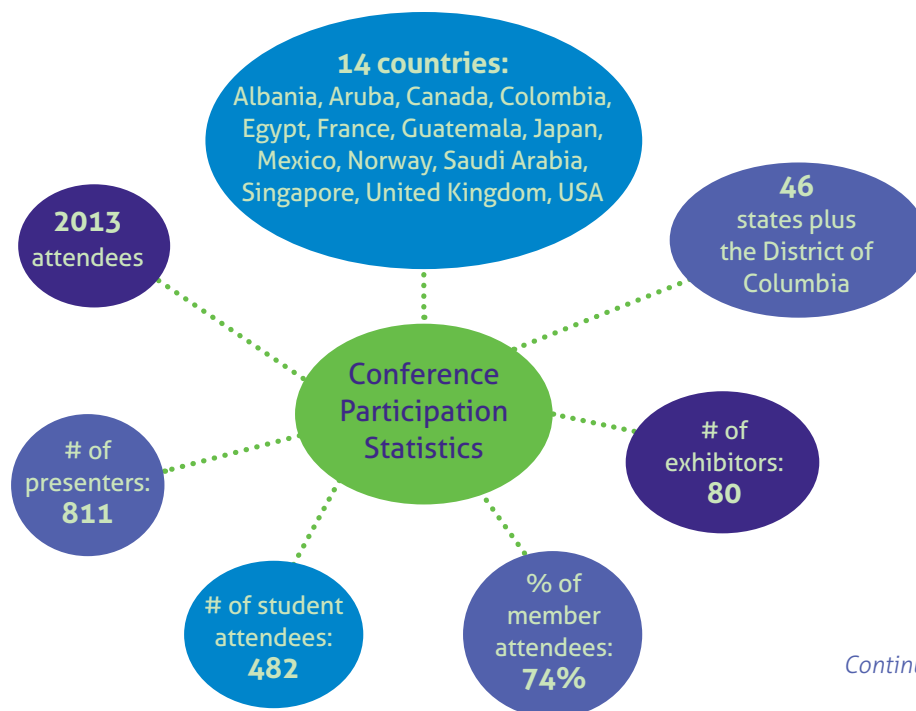 14 countries:
Albania, Aruba, Canada, Colombia,
Egypt, France, Guatemala, Japan,
Mexico, Norway, Saudi Arabia,
Singapore, United Kingdom, USA
46
states plus
the District of
Columbia
2013
attendees
Conference
Participation
Statistics
# of
exhibitors:
80
# of
presenters:
811
# of student
attendees:
482
% of
member
attendees:
74%
Continu